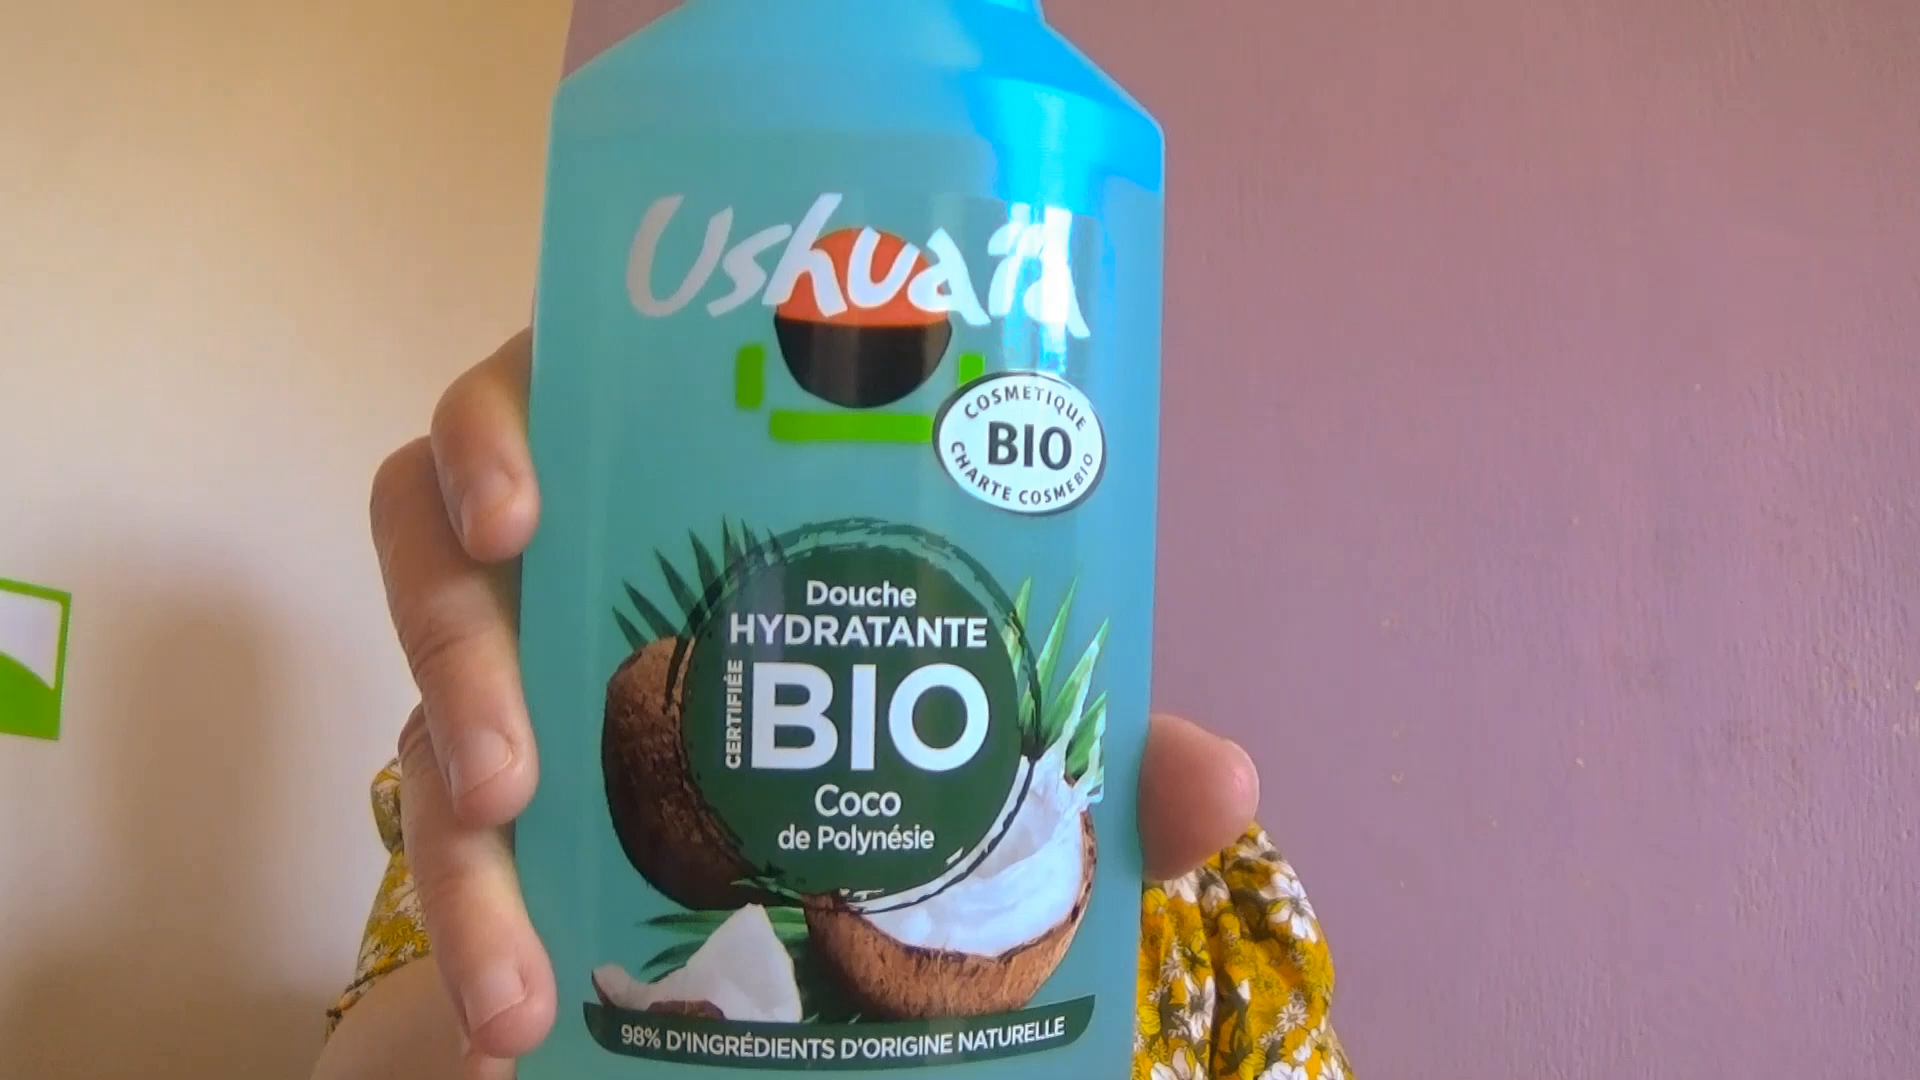 Ushuaïa
COSMETIQUE
BIO
CHARTE COSMEBIO
Douche
HYDRATANTE
CERTIFIÉE
BIO
Coco
de Polynésie
98% D'INGRÉDIENTS D'ORIGINE NATURELLE